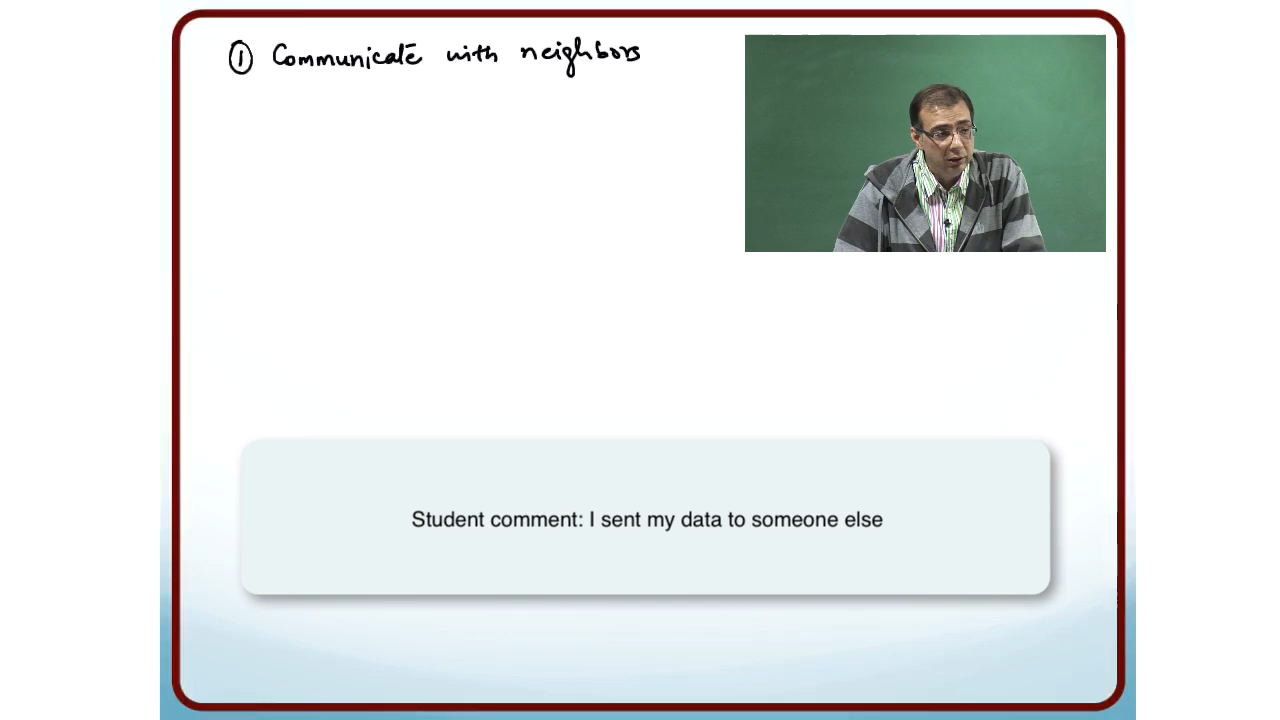 ① Communicate with neighbors
Student comment: I sent my data to someone else